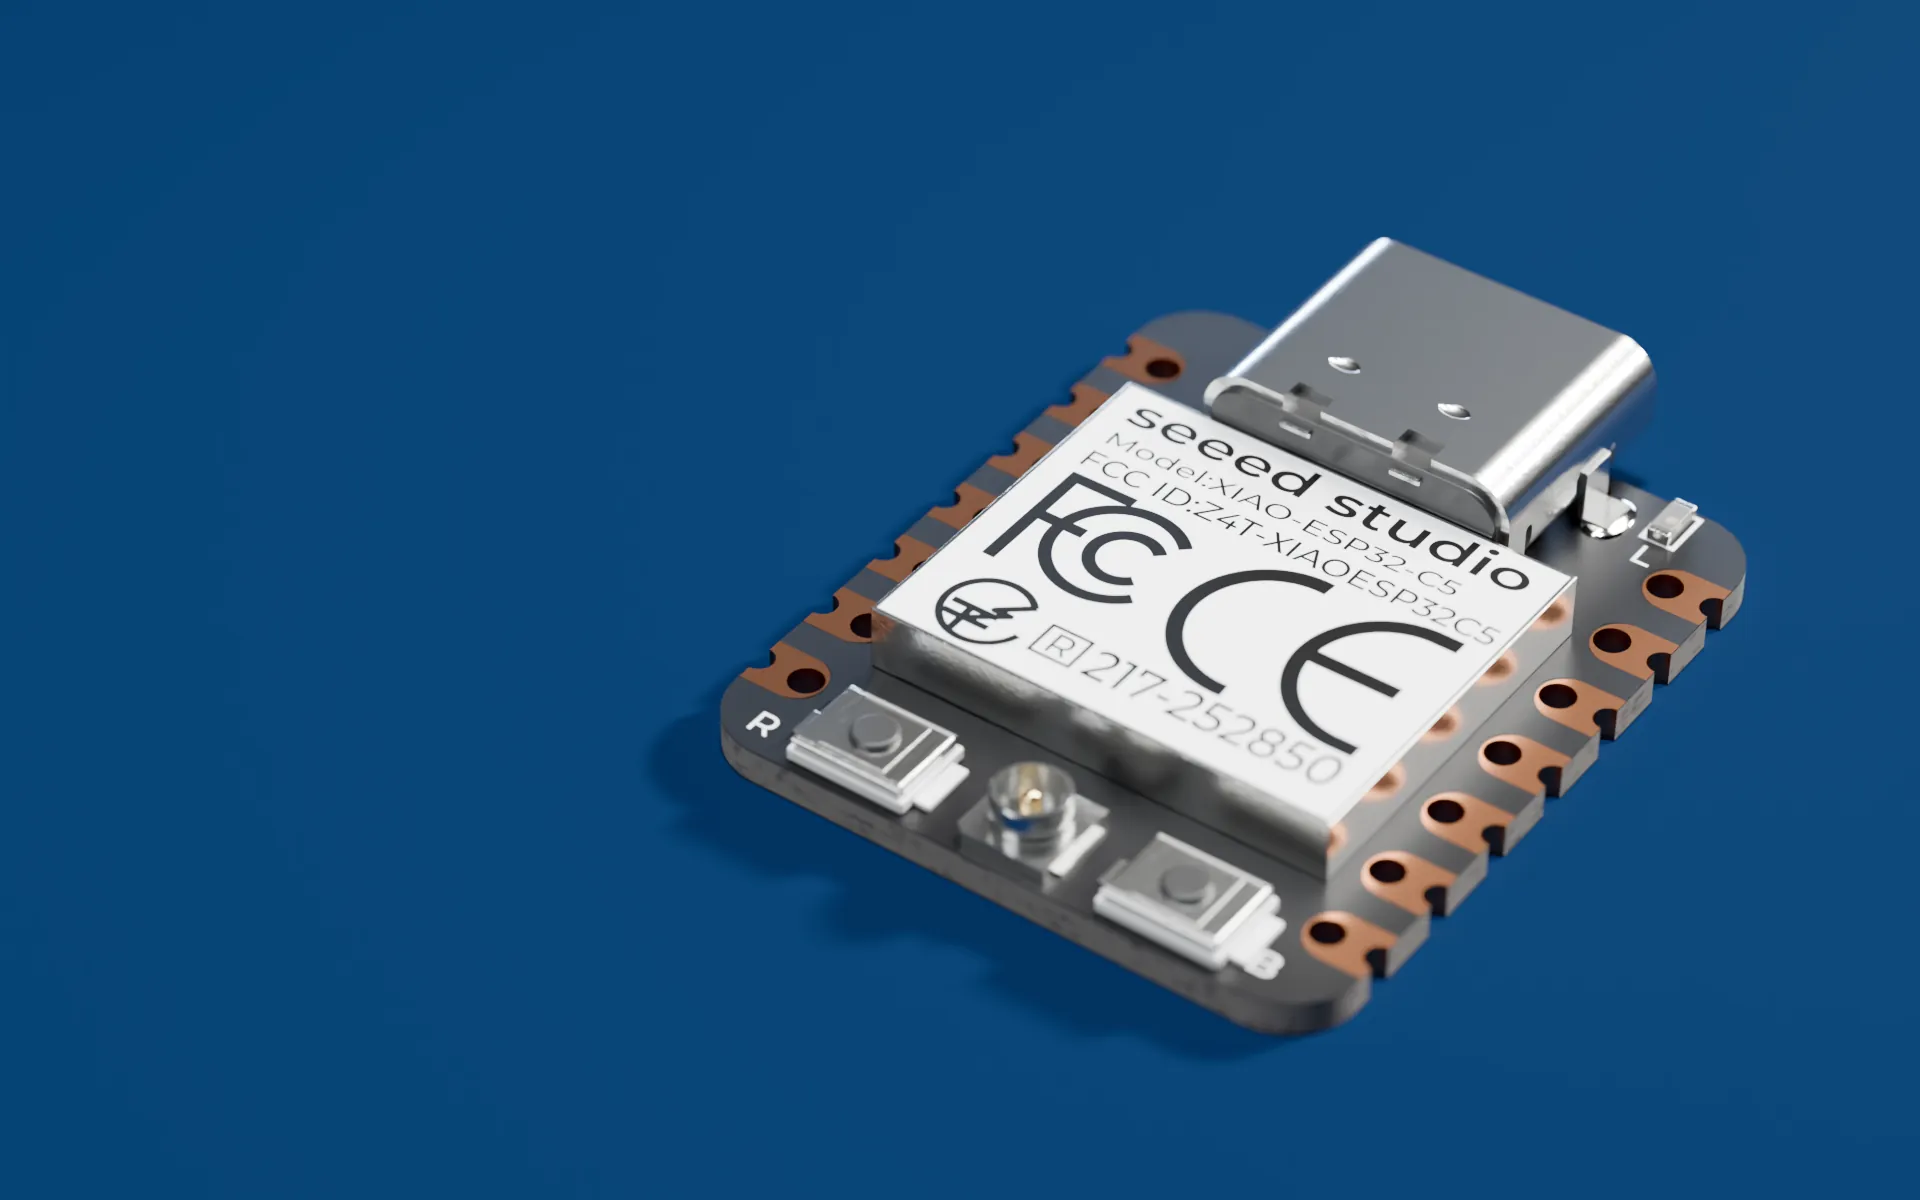 seeed studio
Model:XIAO-ESP32-C5
FCC ID:Z4T-XIAOESP32C5
FC CE
R 217-252850
L
R
B